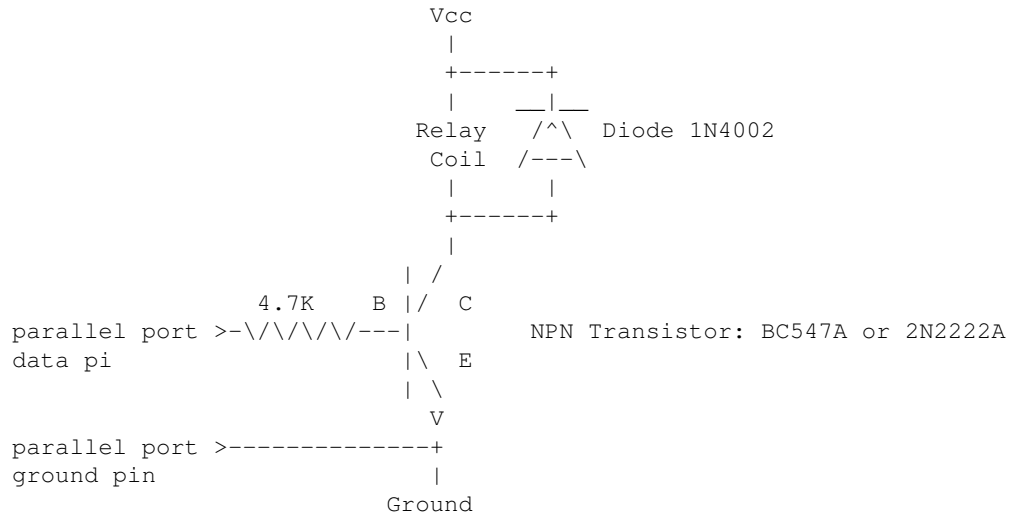 Vcc
Relay Diode 1N4002
Coil
4.7K B C
parallel port NPN Transistor: BC547A or 2N2222A
data pi E
parallel port
ground pin
Ground